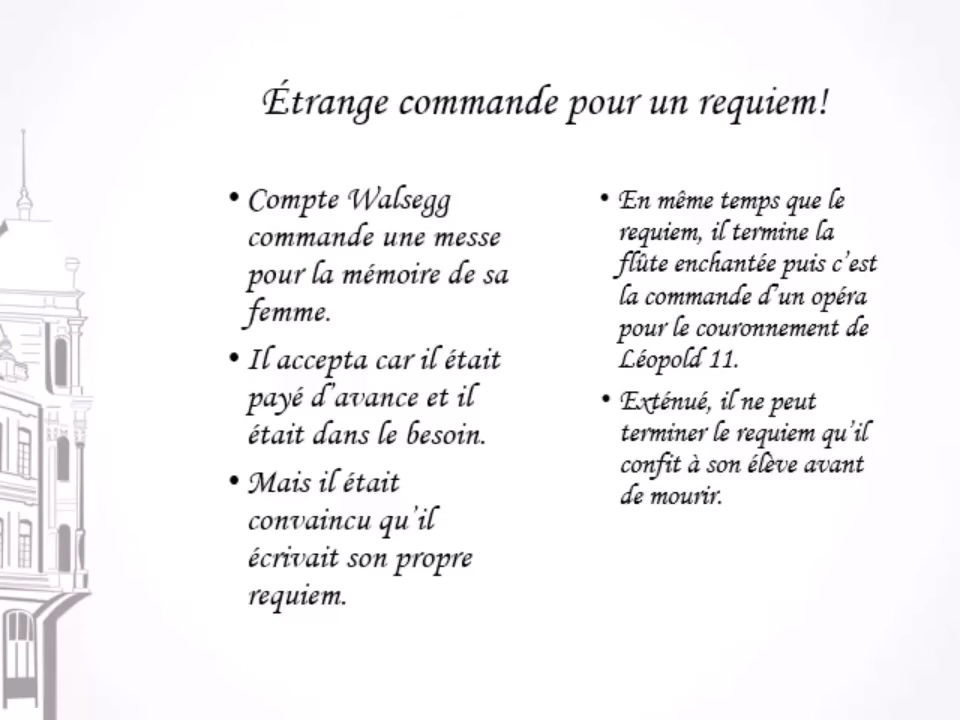 Étrange commande pour un requiem!
• Compte Walsegg
commande une messe
pour la mémoire de sa
femme.
• Il accepta car il était
payé d'avance et il
était dans le besoin.
• Mais il était
convaincu qu'il
écrivait son propre
requiem.
• En même temps que le
requiem, il termine la
flûte enchantée puis c'est
la commande d'un opéra
pour le couronnement de
Léopold 11.
• Exténué, il ne peut
terminer le requiem qu'il
confit à son élève avant
de mourir.